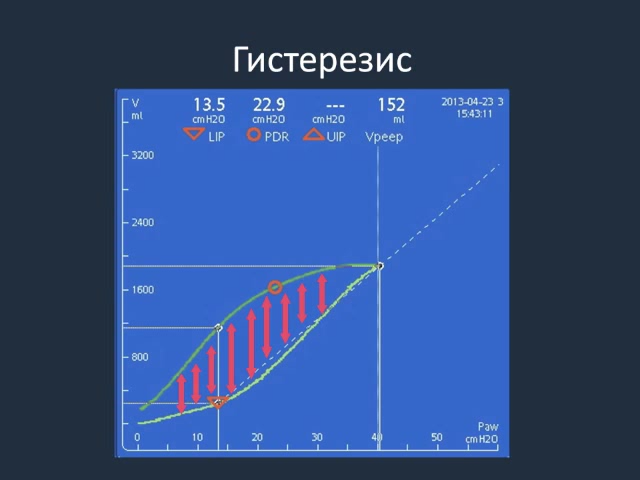 Гистерезис
V 13.5 22.9 --- 152 2013-04-23 3
ml cmH2O cmH2O cmH2O ml 15:43:11
LIP PDR UIP Vpeep
3200
2400
1600
800
Paw
0 10 20 30 40 50 cmH2O